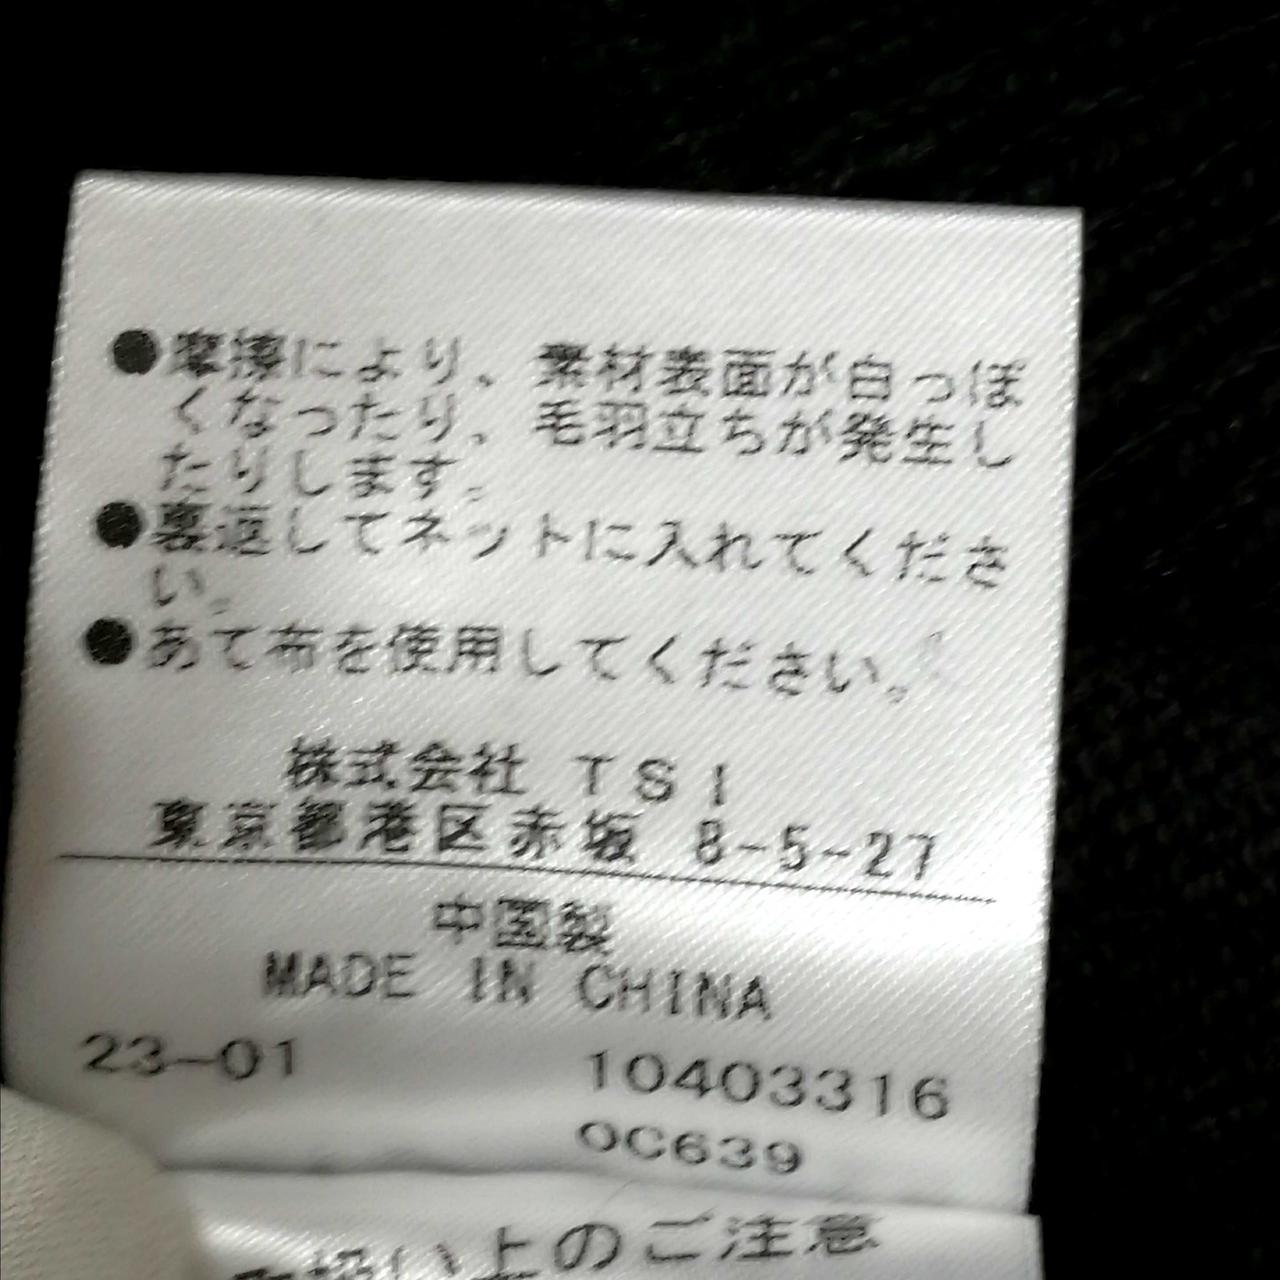 ●摩擦により、素材表面が白っぽ
くなったり、毛羽立ちが発生し
たりします。
●裏返してネットに入れてくださ
い。
●あて布を使用してください。
株式会社 TSI
東京都港区赤坂 8-5-27
中国製
MADE IN CHINA
23-01 10403316
0C639
扱い上のご注意